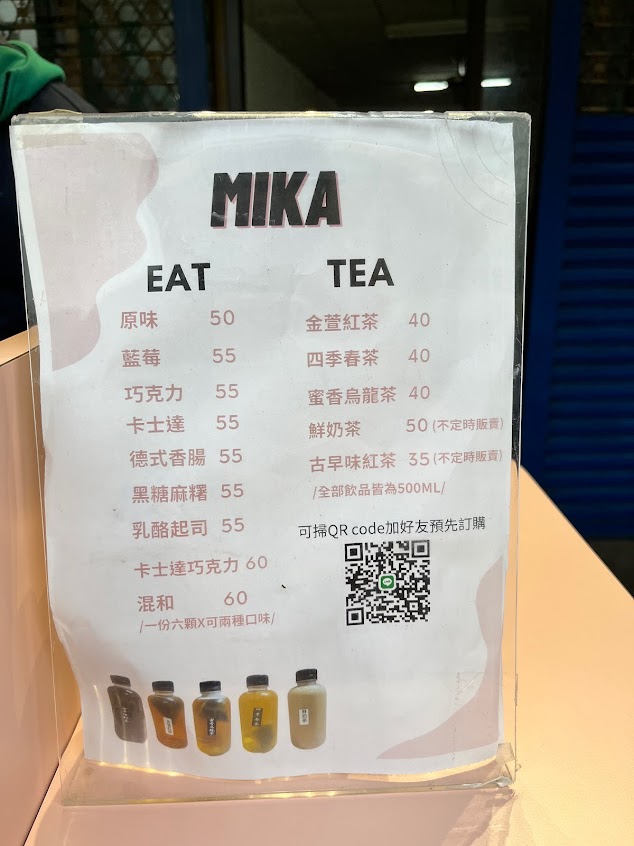 MIKA
EAT
原味 50
藍莓 55
巧克力 55
卡士達 55
德式香腸 55
黑糖麻糬 55
乳酪起司 55
卡士達巧克力 60
混和 60
/一份六顆X可兩種口味/
TEA
金萱紅茶 40
四季春茶 40
蜜香烏龍茶 40
鮮奶茶 50 (不定時販賣)
古早味紅茶 35 (不定時販賣)
/全部飲品皆為500ML/
可掃QR code加好友預先訂購